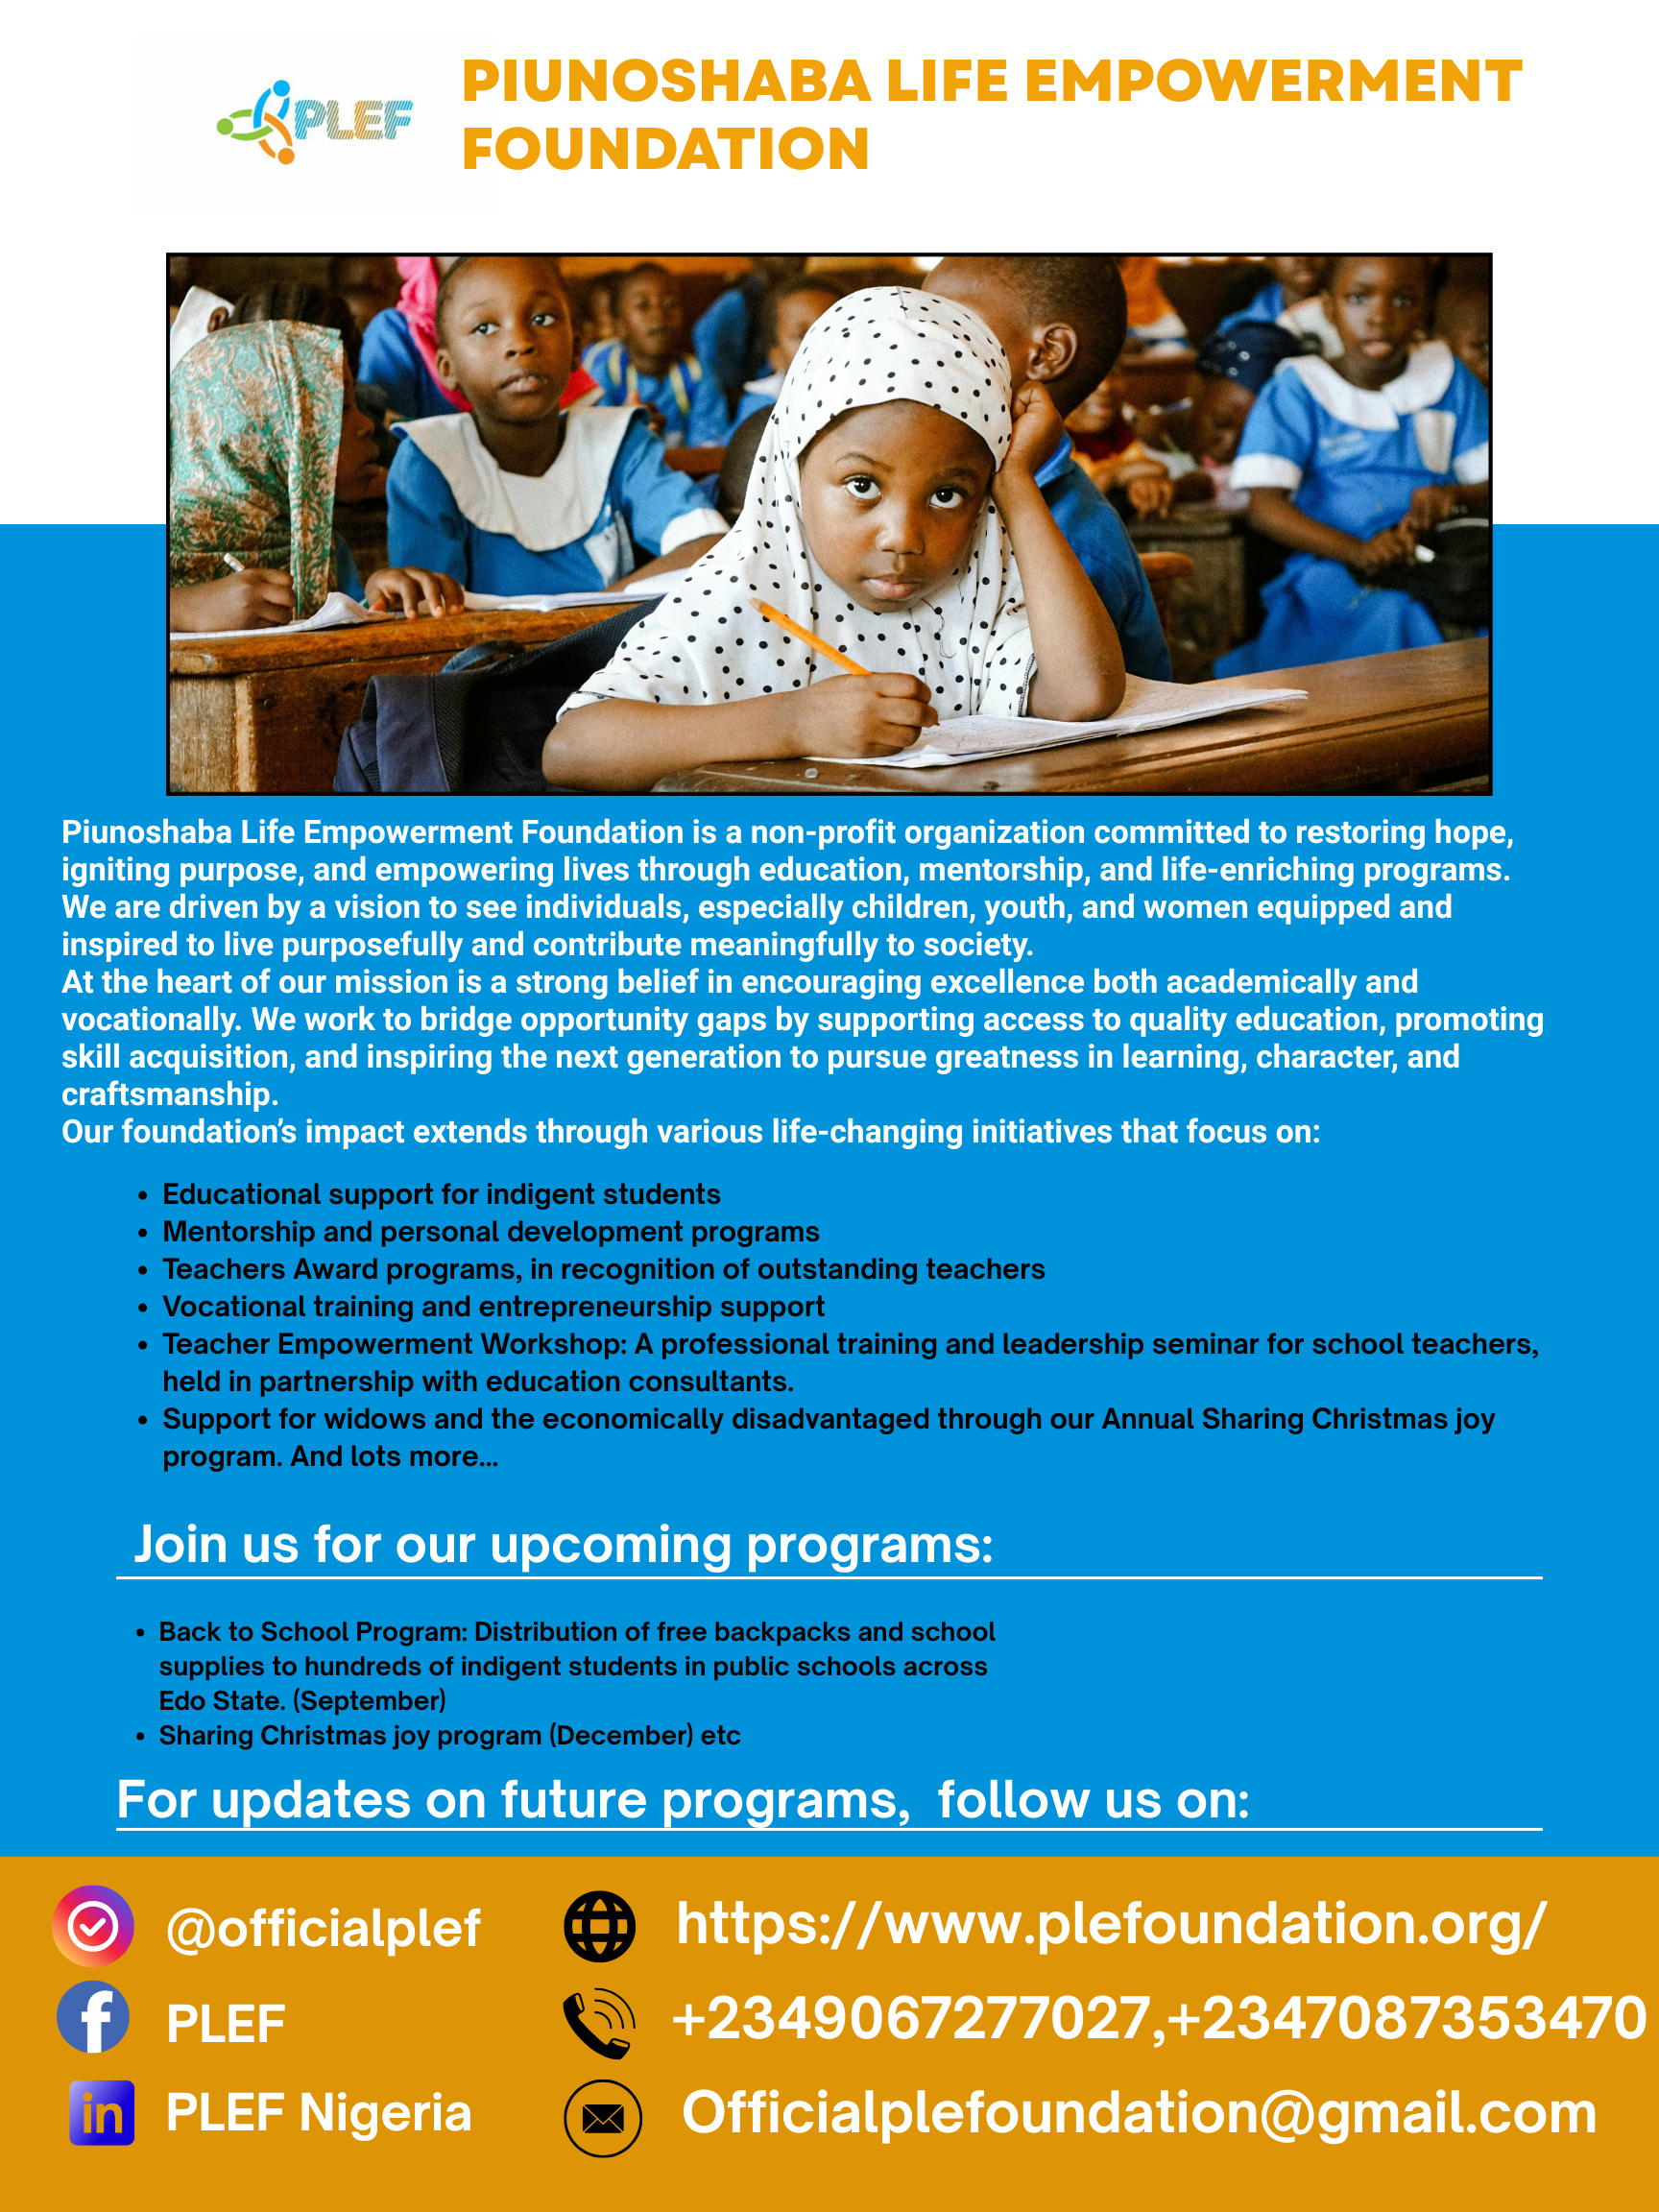 PLEF
PIUNOSHABA LIFE EMPOWERMENT
FOUNDATION
Piunoshaba Life Empowerment Foundation is a non-profit organization committed to restoring hope,
igniting purpose, and empowering lives through education, mentorship, and life-enriching programs.
We are driven by a vision to see individuals, especially children, youth, and women equipped and
inspired to live purposefully and contribute meaningfully to society.
At the heart of our mission is a strong belief in encouraging excellence both academically and
vocationally. We work to bridge opportunity gaps by supporting access to quality education, promoting
skill acquisition, and inspiring the next generation to pursue greatness in learning, character, and
craftsmanship.
Our foundation’s impact extends through various life-changing initiatives that focus on:
• Educational support for indigent students
• Mentorship and personal development programs
• Teachers Award programs, in recognition of outstanding teachers
• Vocational training and entrepreneurship support
• Teacher Empowerment Workshop: A professional training and leadership seminar for school teachers,
held in partnership with education consultants.
• Support for widows and the economically disadvantaged through our Annual Sharing Christmas joy
program. And lots more...
Join us for our upcoming programs:
• Back to School Program: Distribution of free backpacks and school
supplies to hundreds of indigent students in public schools across
Edo State. (September)
• Sharing Christmas joy program (December) etc
For updates on future programs, follow us on:
@officialplef
https://www.plefoundation.org/
f PLEF
+2349067277027,+2347087353470
in PLEF Nigeria
Officialplefoundation@gmail.com